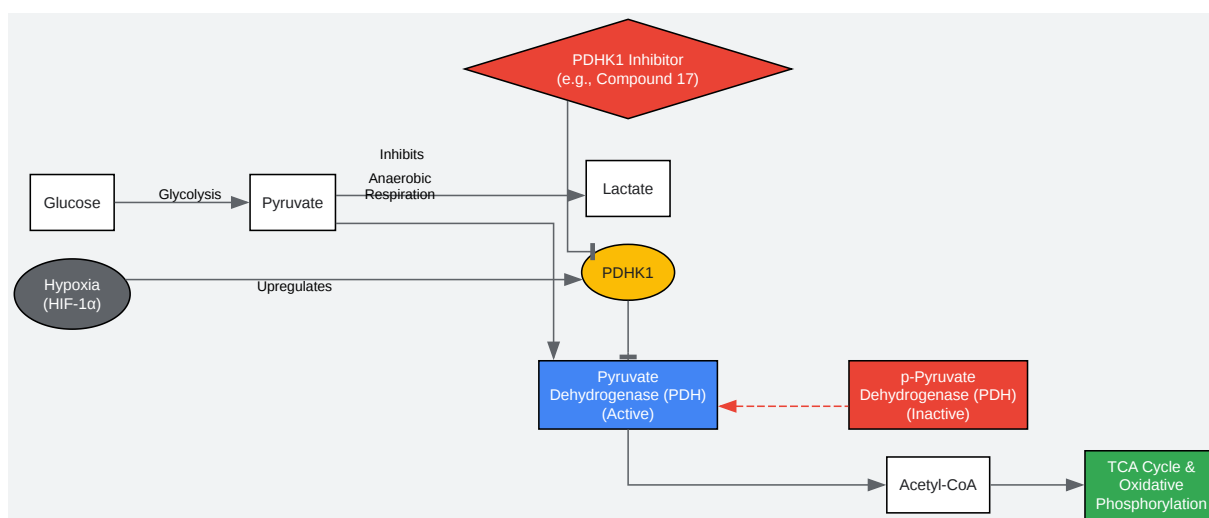 PDHK1 Inhibitor
(e.g., Compound 17)
Inhibits
Anaerobic
Respiration
Lactate
Glucose
Glycolysis
Pyruvate
Hypoxia
(HIF-1α)
Upregulates
PDHK1
Pyruvate
Dehydrogenase (PDH)
(Active)
p-Pyruvate
Dehydrogenase (PDH)
(Inactive)
Acetyl-CoA
TCA Cycle &
Oxidative
Phosphorylation